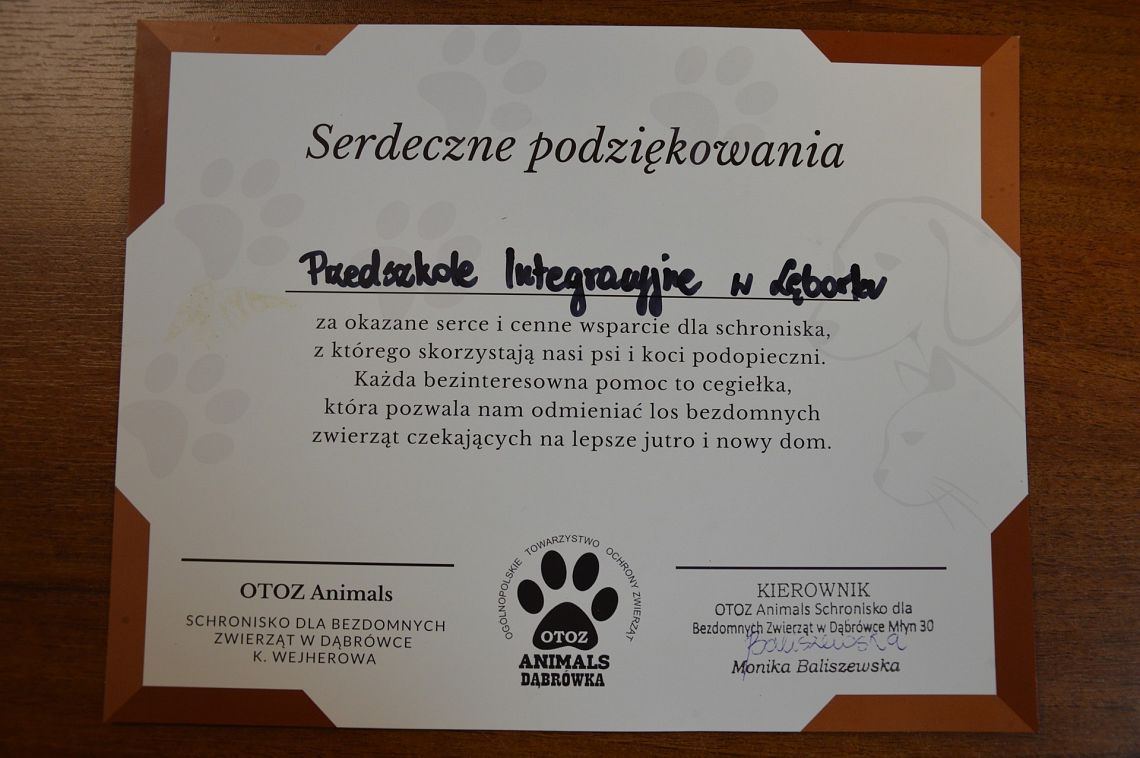 Serdeczne podziękowania
Przedszkole Integracyjne w Lęborku
za okazane serce i cenne wsparcie dla schroniska,
z którego skorzystają nasi psi i koci podopieczni.
Każda bezinteresowna pomoc to cegiełka,
która pozwala nam odmieniać los bezdomnych
zwierząt czekających na lepsze jutro i nowy dom.
OTOZ Animals
SCHRONISKO DLA BEZDOMNYCH
ZWIERZĄT W DĄBRÓWCE
K. WEJHEROWA
OGÓLNOPOLSKIE TOWARZYSTWO OCHRONY ZWIERZĄT
OTOZ
ANIMALS
DĄBRÓWKA
KIEROWNIK
OTOZ Animals Schronisko dla
Bezdomnych Zwierząt w Dąbrówce Młyn 30
Baliszewska
Monika Baliszewska